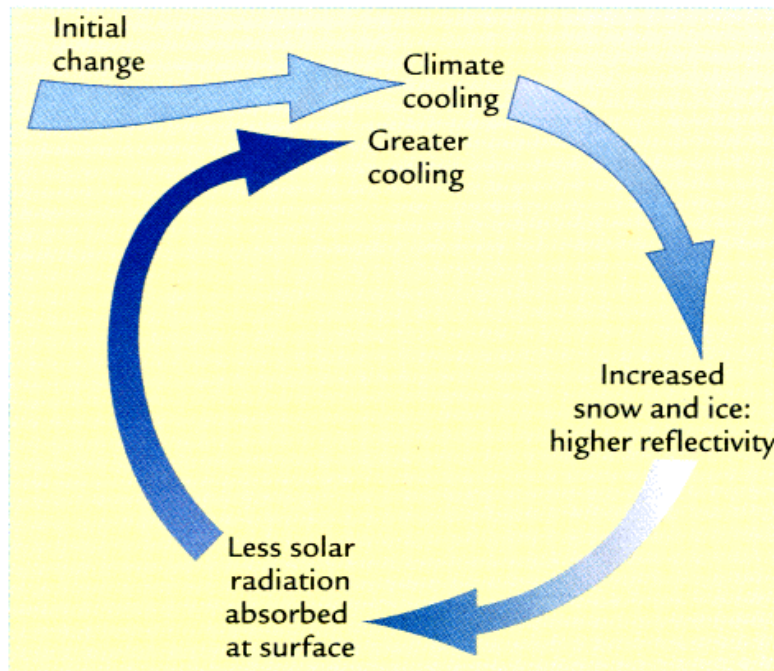 Initial
change
Climate
cooling
Greater
cooling
Increased
snow and ice:
higher reflectivity
Less solar
radiation
absorbed
at surface